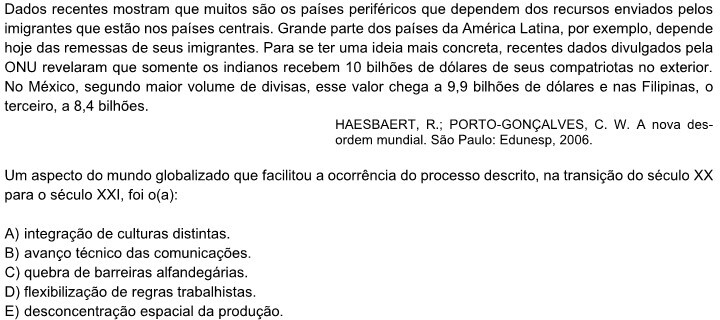 Dados recentes mostram que muitos são os países periféricos que dependem dos recursos enviados pelos
imigrantes que estão nos países centrais. Grande parte dos países da América Latina, por exemplo, depende
hoje das remessas de seus imigrantes. Para se ter uma ideia mais concreta, recentes dados divulgados pela
ONU revelaram que somente os indianos recebem 10 bilhões de dólares de seus compatriotas no exterior.
No México, segundo maior volume de divisas, esse valor chega a 9,9 bilhões de dólares e nas Filipinas, o
terceiro, a 8,4 bilhões.
HAESBAERT, R.; PORTO-GONÇALVES, C. W. A nova des-
ordem mundial. São Paulo: Edunesp, 2006.
Um aspecto do mundo globalizado que facilitou a ocorrência do processo descrito, na transição do século XX
para o século XXI, foi o(a):
A) integração de culturas distintas.
B) avanço técnico das comunicações.
C) quebra de barreiras alfandegárias.
D) flexibilização de regras trabalhistas.
E) desconcentração espacial da produção.